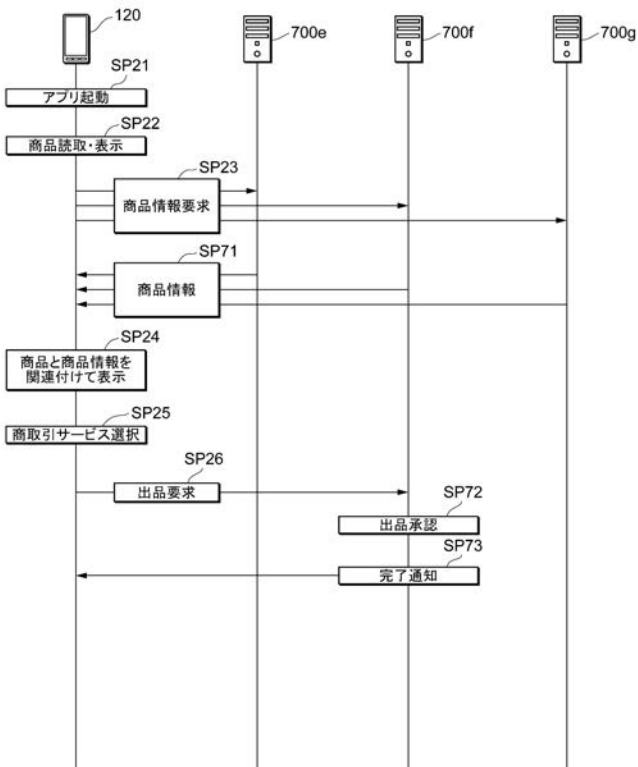 120
700e
700f
700g
SP21
アプリ起動
SP22
商品読取・表示
SP23
商品情報要求
SP71
商品情報
SP24
商品と商品情報を
関連付けて表示
SP25
商取引サービス選択
SP26
出品要求
SP72
出品承認
SP73
完了通知